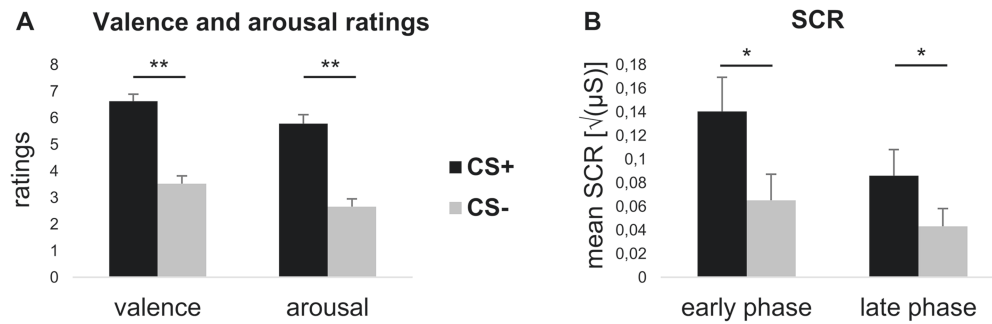 A Valence and arousal ratings
ratings
8
7
6
5
4
3
2
1
0
**
**
valence
arousal
CS+
CS-
B SCR
mean SCR [√(µS)]
0,18
0,16
0,14
0,12
0,1
0,08
0,06
0,04
0,02
0
*
*
early phase
late phase